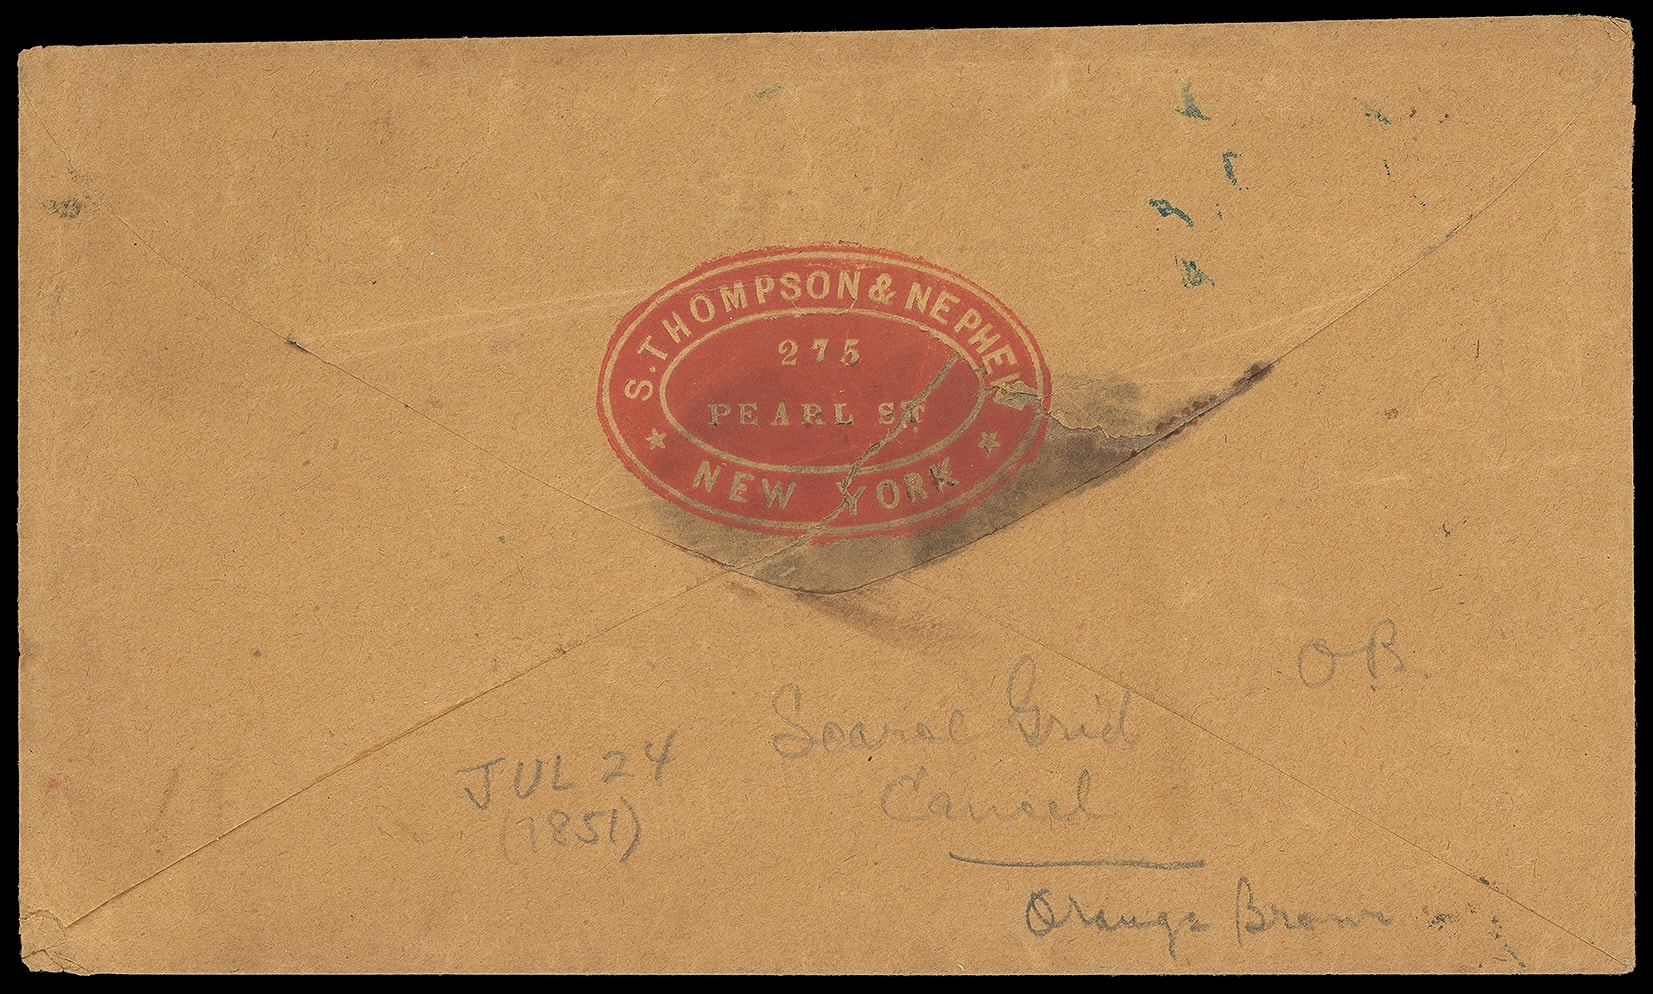 S. THOMPSON & NEPHEW
275
PEARL ST.
NEW YORK
O.B.
Scarce Grid
Cancel
JUL 24
(1851)
Orange Brown